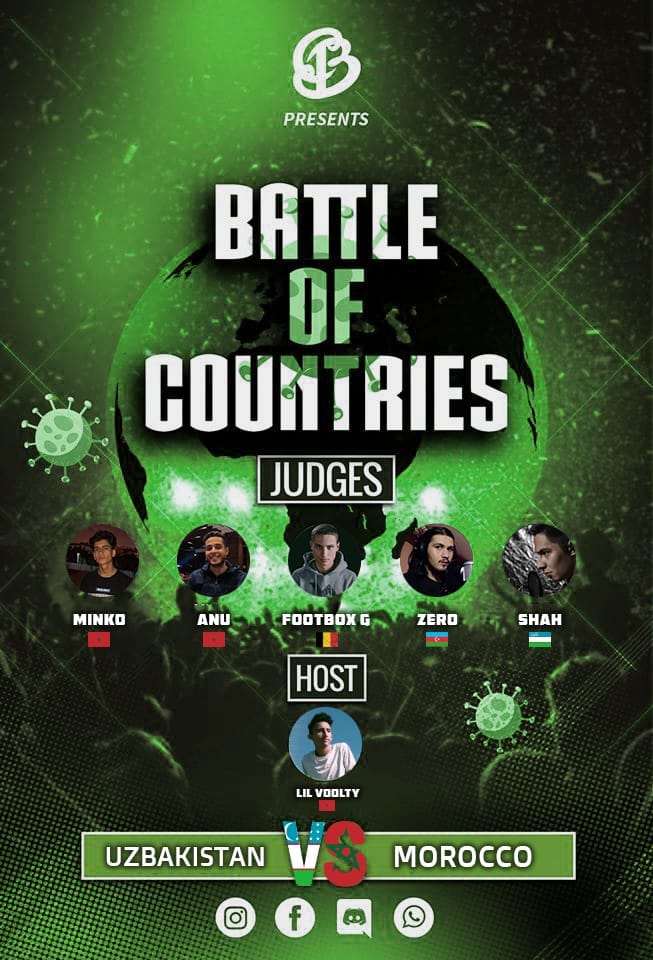 B
PRESENTS
BATTLE
OF
COUNTRIES
JUDGES
MINKO ANU FOOTBOX G ZERO SHAH
HOST
LIL VOOLTY
UZBAKISTAN VS MOROCCO